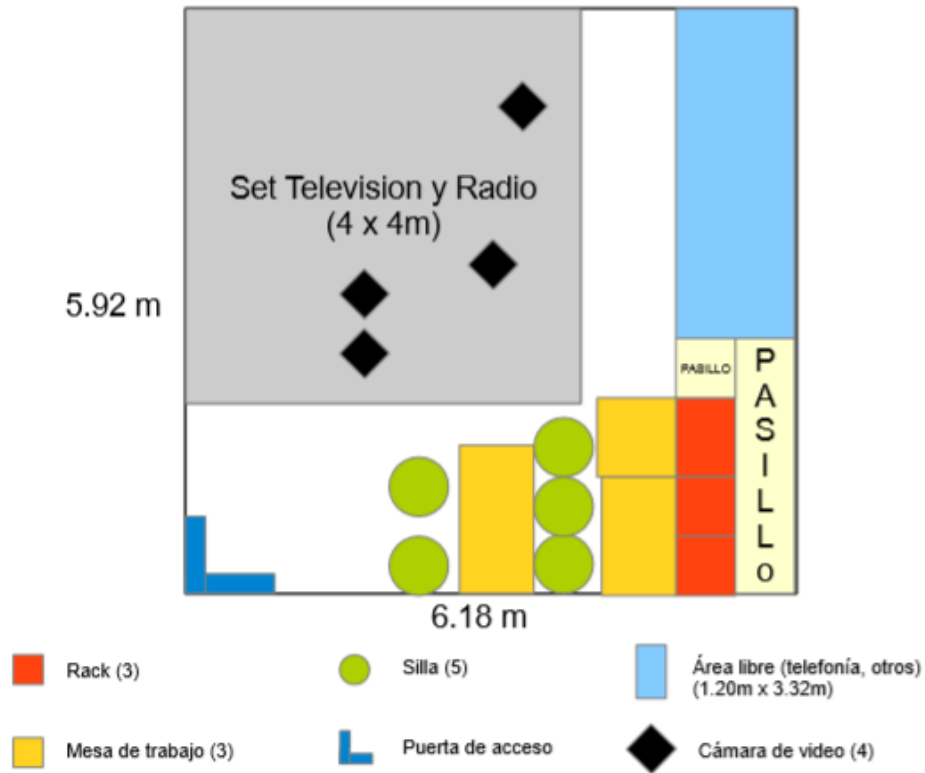 Set Television y Radio
(4 x 4m)
5.92 m
PASILLO
P
A
S
I
L
L
o
6.18 m
Rack (3)
Silla (5)
Área libre (telefonía, otros)
(1.20m x 3.32m)
Mesa de trabajo (3)
Puerta de acceso
Cámara de video (4)